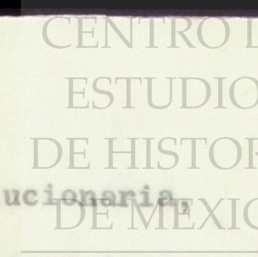 CENTRO D
ESTUDIO
DE HISTOR
ucionaria,
DE MEXIC